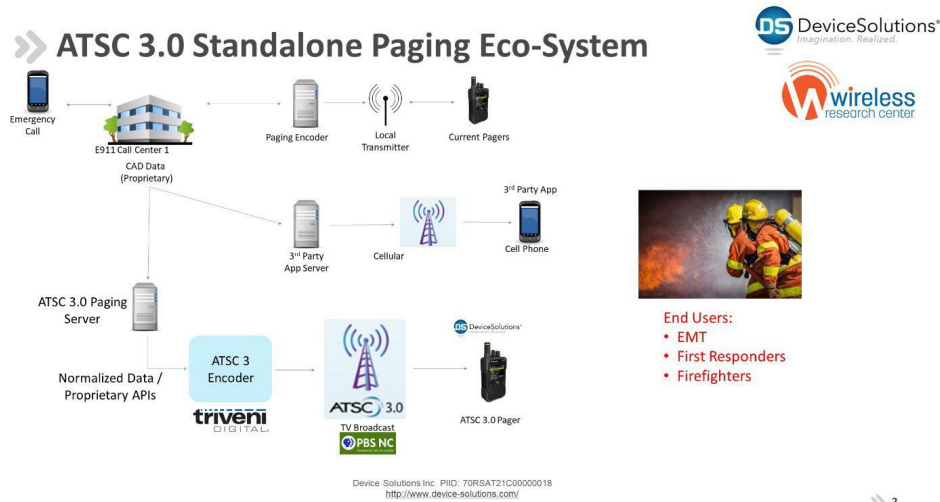 ATSC 3.0 Standalone Paging Eco-System
DS DeviceSolutions®
Imagination. Realized.
wireless
research center
Emergency
Call
E911 Call Center 1
CAD Data
(Proprietary)
Paging Encoder
Local
Transmitter
Current Pagers
3rd Party
App Server
Cellular
3rd Party App
Cell Phone
ATSC 3.0 Paging
Server
Normalized Data /
Proprietary APIs
ATSC 3
Encoder
triveni
DIGITAL®
ATSC 3.0
TV Broadcast
PBS NC
DS DeviceSolutions®
ATSC 3.0 Pager
End Users:
• EMT
• First Responders
• Firefighters
Device Solutions Inc PIID: 70RSAT21C00000018
http://www.device-solutions.com/
2